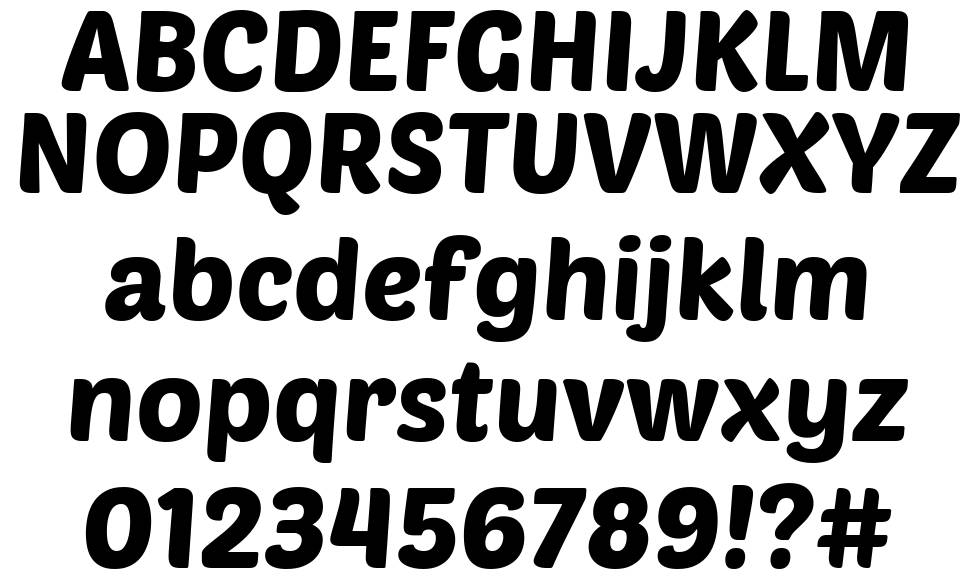 ABCDEFGHIJKLM
NOPQRSTUVWXYZ
abcdefghijklm
nopqrstuvwxyz
0123456789!?#